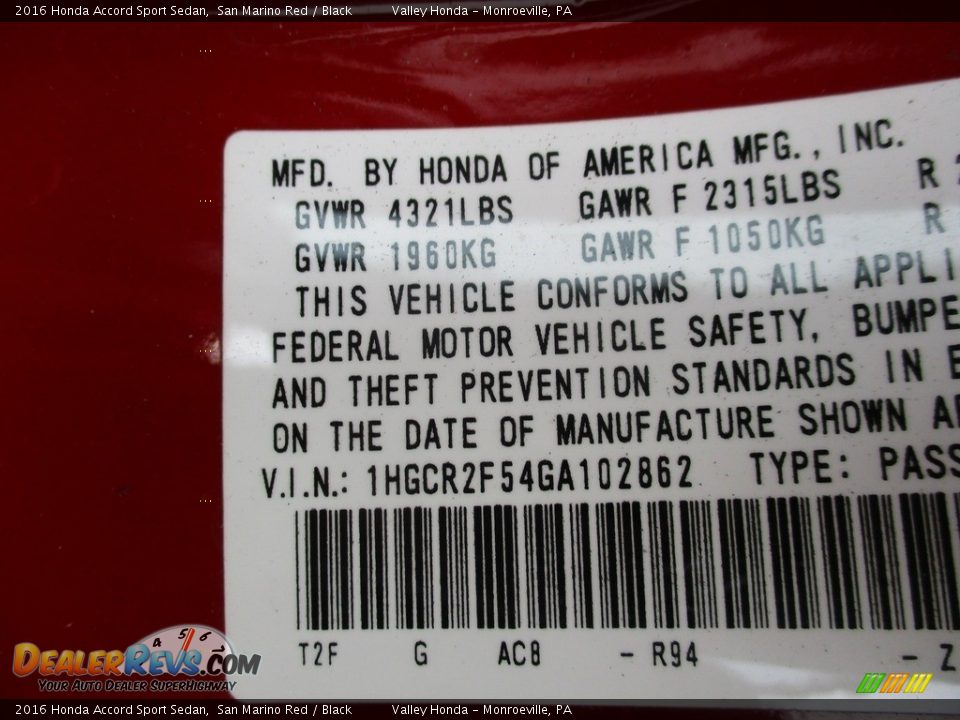 2016 Honda Accord Sport Sedan, San Marino Red / Black Valley Honda - Monroeville, PA
MFD. BY HONDA OF AMERICA MFG., INC.
GVWR 4321LBS GAWR F 2315LBS R
GVWR 1960KG GAWR F 1050KG R
THIS VEHICLE CONFORMS TO ALL APPLI
FEDERAL MOTOR VEHICLE SAFETY, BUMPE
AND THEFT PREVENTION STANDARDS IN E
ON THE DATE OF MANUFACTURE SHOWN A
V.I.N.: 1HGCR2F54GA102862 TYPE: PASS
T2F G AC8 - R94 - Z
4 5 6
DEALERREVS.COM
YOUR AUTO DEALER SUPERHIGHWAY
2016 Honda Accord Sport Sedan, San Marino Red / Black Valley Honda - Monroeville, PA